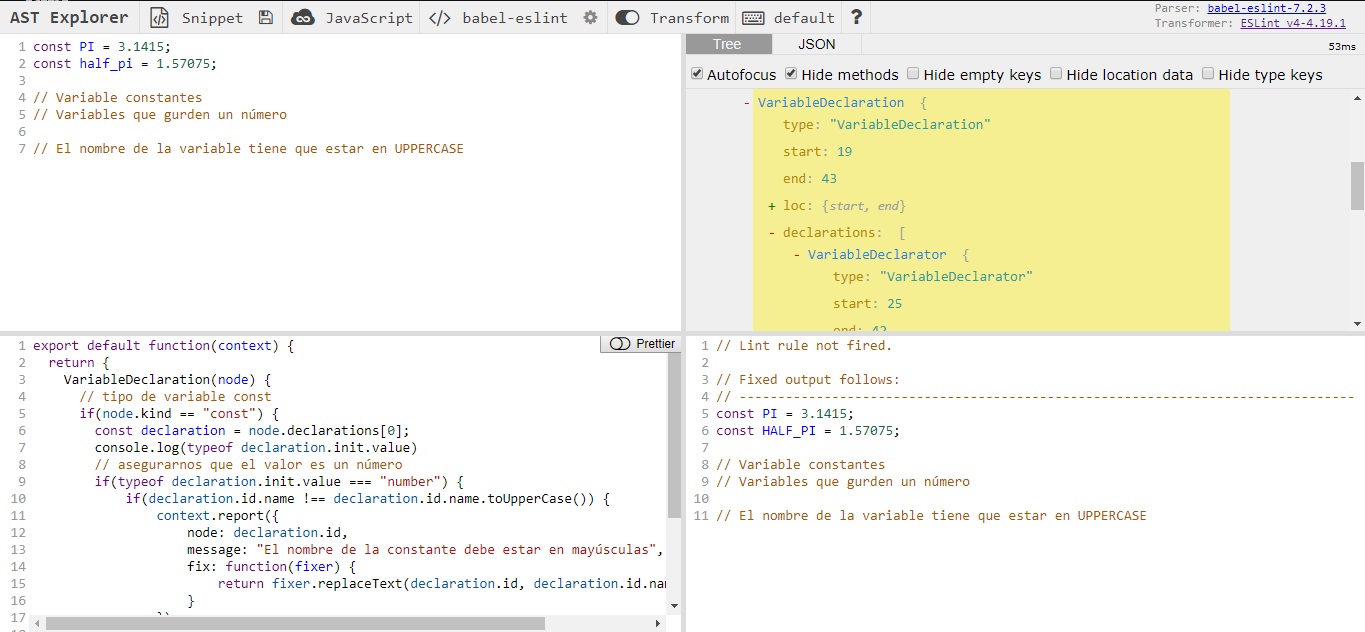 AST Explorer Snippet JavaScript </> babel-eslint Transform default ?
Parser: babel-eslint-7.2.3
Transformer: ESLint v4-4.19.1
1 const PI = 3.1415;
2 const half_pi = 1.57075;
3
4 // Variable constantes
5 // Variables que gurden un número
6
7 // El nombre de la variable tiene que estar en UPPERCASE
Tree JSON 53ms
Autofocus Hide methods Hide empty keys Hide location data Hide type keys
- VariableDeclaration {
type: "VariableDeclaration"
start: 19
end: 43
+ loc: {start, end}
- declarations: [
- VariableDeclarator {
type: "VariableDeclarator"
start: 25
end: 42
Prettier
1 export default function(context) {
2 return {
3 VariableDeclaration(node) {
4 // tipo de variable const
5 if(node.kind == "const") {
6 const declaration = node.declarations[0];
7 console.log(typeof declaration.init.value)
8 // asegurarnos que el valor es un número
9 if(typeof declaration.init.value === "number") {
10 if(declaration.id.name !== declaration.id.name.toUpperCase()) {
11 context.report({
12 node: declaration.id,
13 message: "El nombre de la constante debe estar en mayúsculas",
14 fix: function(fixer) {
15 return fixer.replaceText(declaration.id, declaration.id.na
16 }
17 })
1 // Lint rule not fired.
2
3 // Fixed output follows:
4 // --------------------------------------------------------------------------------
5 const PI = 3.1415;
6 const HALF_PI = 1.57075;
7
8 // Variable constantes
9 // Variables que gurden un número
10
11 // El nombre de la variable tiene que estar en UPPERCASE